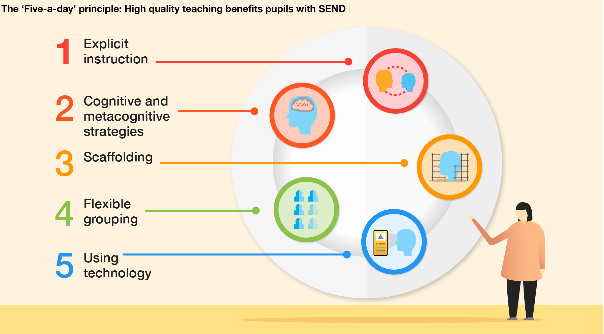 The ‘Five-a-day’ principle: High quality teaching benefits pupils with SEND
1 Explicit
instruction
2 Cognitive and
metacognitive
strategies
3 Scaffolding
4 Flexible
grouping
5 Using
technology